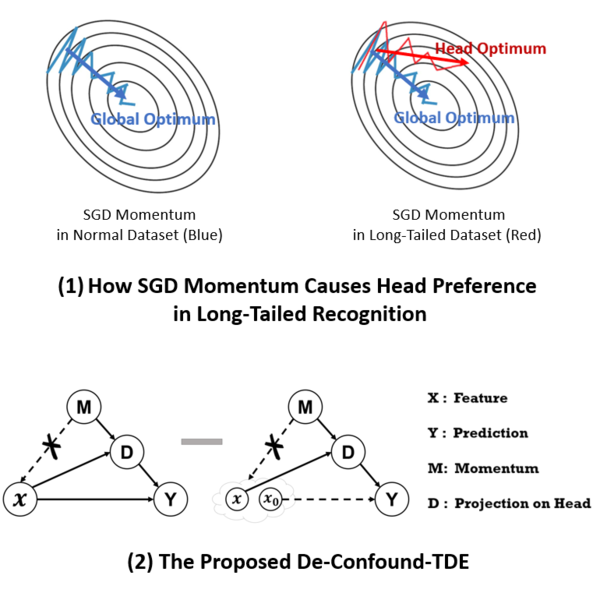 Head Optimum
Global Optimum
Global Optimum
SGD Momentum
in Normal Dataset (Blue)
SGD Momentum
in Long-Tailed Dataset (Red)
(1) How SGD Momentum Causes Head Preference
in Long-Tailed Recognition
M
D
x
Y
M
D
x
x₀
Y
X : Feature
Y : Prediction
M: Momentum
D : Projection on Head
(2) The Proposed De-Confound-TDE